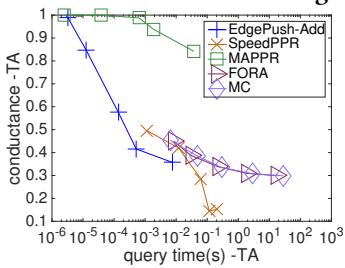 EdgePush-Add
SpeedPPR
MAPPR
FORA
MC
conductance -TA
1
0.9
0.8
0.7
0.6
0.5
0.4
0.3
0.2
0.1
10^-6 10^-5 10^-4 10^-3 10^-2 10^-1 10^0 10^1 10^2 10^3
query time(s) -TA